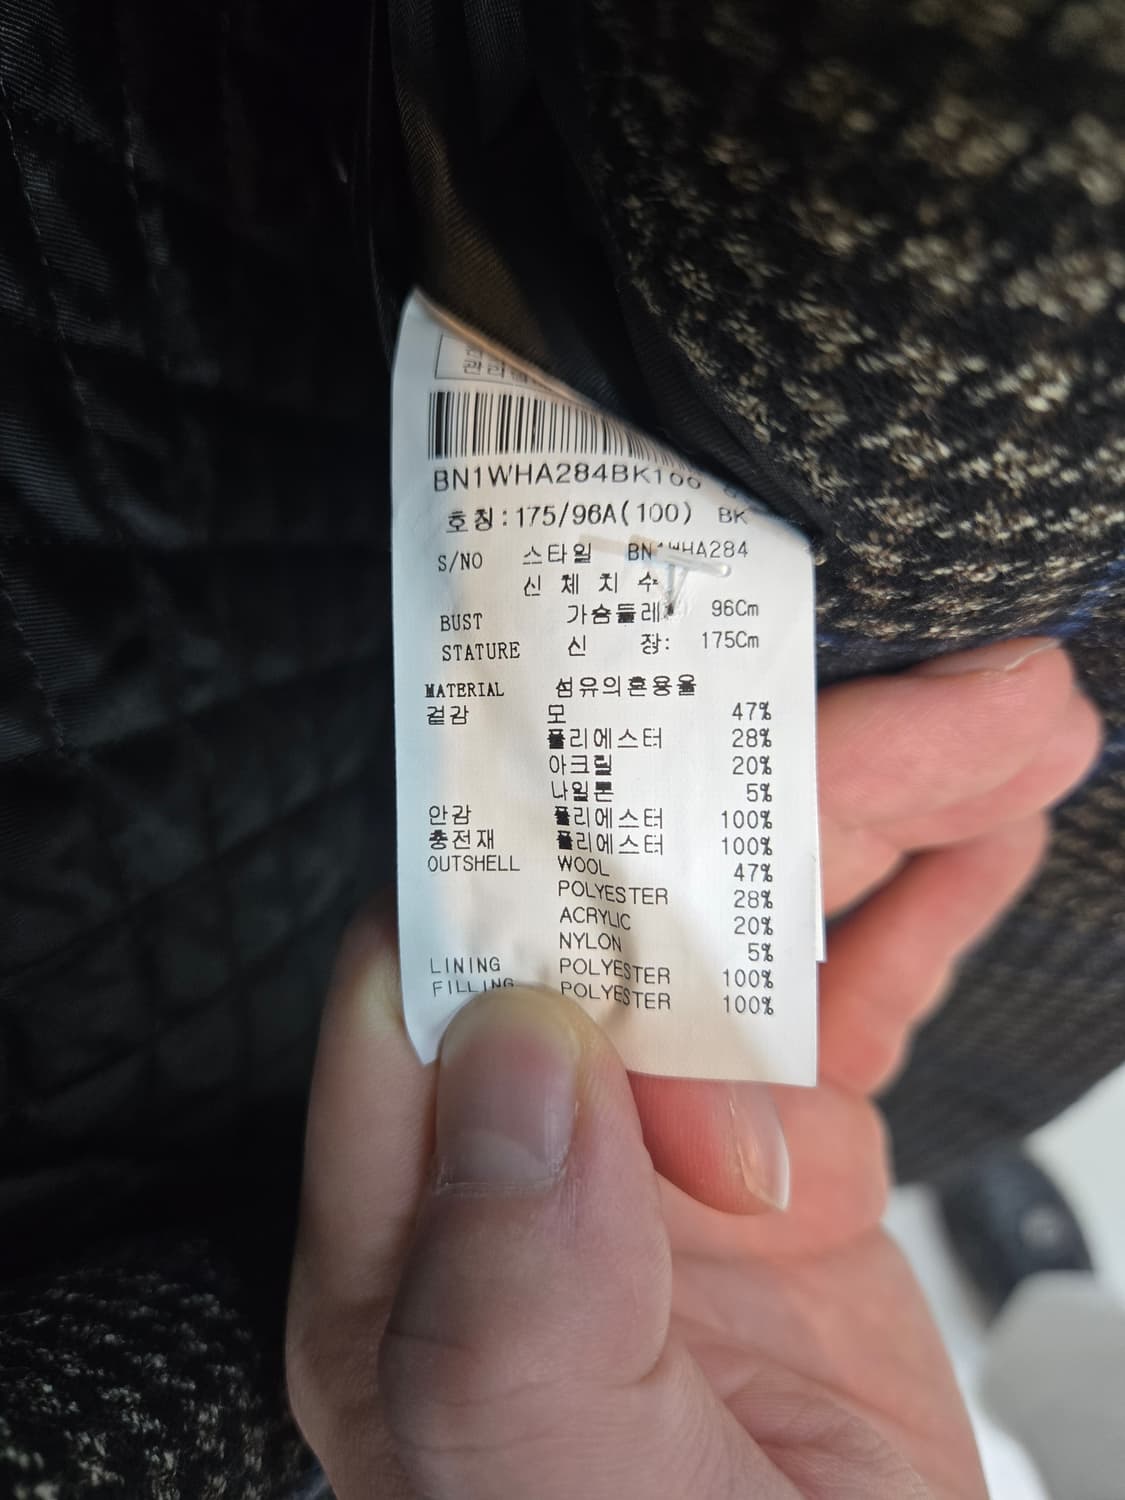 BN1WHA284BK100
호칭:175/96A(100) BK
S/NO 스타일 BN1WHA284
신 체 치 수
BUST 가슴둘레: 96Cm
STATURE 신 장: 175Cm
MATERIAL 섬유의혼용율
겉감 모 47%
폴리에스터 28%
아크릴 20%
나일론 5%
안감 폴리에스터 100%
충전재 폴리에스터 100%
OUTSHELL WOOL 47%
POLYESTER 28%
ACRYLIC 20%
NYLON 5%
LINING POLYESTER 100%
FILLING POLYESTER 100%